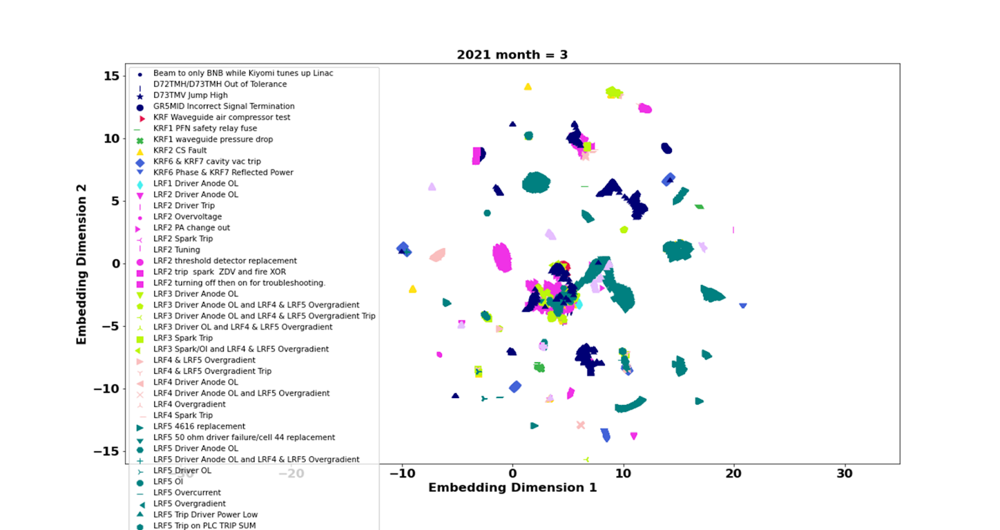 2021 month = 3
Embedding Dimension 2
15
10
5
0
−5
−10
−15
Beam to only BNB while Kiyomi tunes up Linac
D72TMH/D73TMH Out of Tolerance
D73TMV Jump High
GR5MID Incorrect Signal Termination
KRF Waveguide air compressor test
KRF1 PFN safety relay fuse
KRF1 waveguide pressure drop
KRF2 CS Fault
KRF6 & KRF7 cavity vac trip
KRF6 Phase & KRF7 Reflected Power
LRF1 Driver Anode OL
LRF2 Driver Anode OL
LRF2 Driver Trip
LRF2 Overvoltage
LRF2 PA change out
LRF2 Spark Trip
LRF2 Tuning
LRF2 threshold detector replacement
LRF2 trip spark ZDV and fire XOR
LRF2 turning off then on for troubleshooting.
LRF3 Driver Anode OL
LRF3 Driver Anode OL and LRF4 & LRF5 Overgradient
LRF3 Driver Anode OL and LRF4 & LRF5 Overgradient Trip
LRF3 Driver OL and LRF4 & LRF5 Overgradient
LRF3 Spark Trip
LRF3 Spark/Ol and LRF4 & LRF5 Overgradient
LRF4 & LRF5 Overgradient
LRF4 & LRF5 Overgradient Trip
LRF4 Driver Anode OL
LRF4 Driver Anode OL and LRF5 Overgradient
LRF4 Overgradient
LRF4 Spark Trip
LRF5 4616 replacement
LRF5 50 ohm driver failure/cell 44 replacement
LRF5 Driver Anode OL
LRF5 Driver Anode OL and LRF4 & LRF5 Overgradient
LRF5 Driver OL
LRF5 Ol
LRF5 Overcurrent
LRF5 Overgradient
LRF5 Trip Driver Power Low
LRF5 Trip on PLC TRIP SUM
−30
−20
−10
0
10
20
30
Embedding Dimension 1